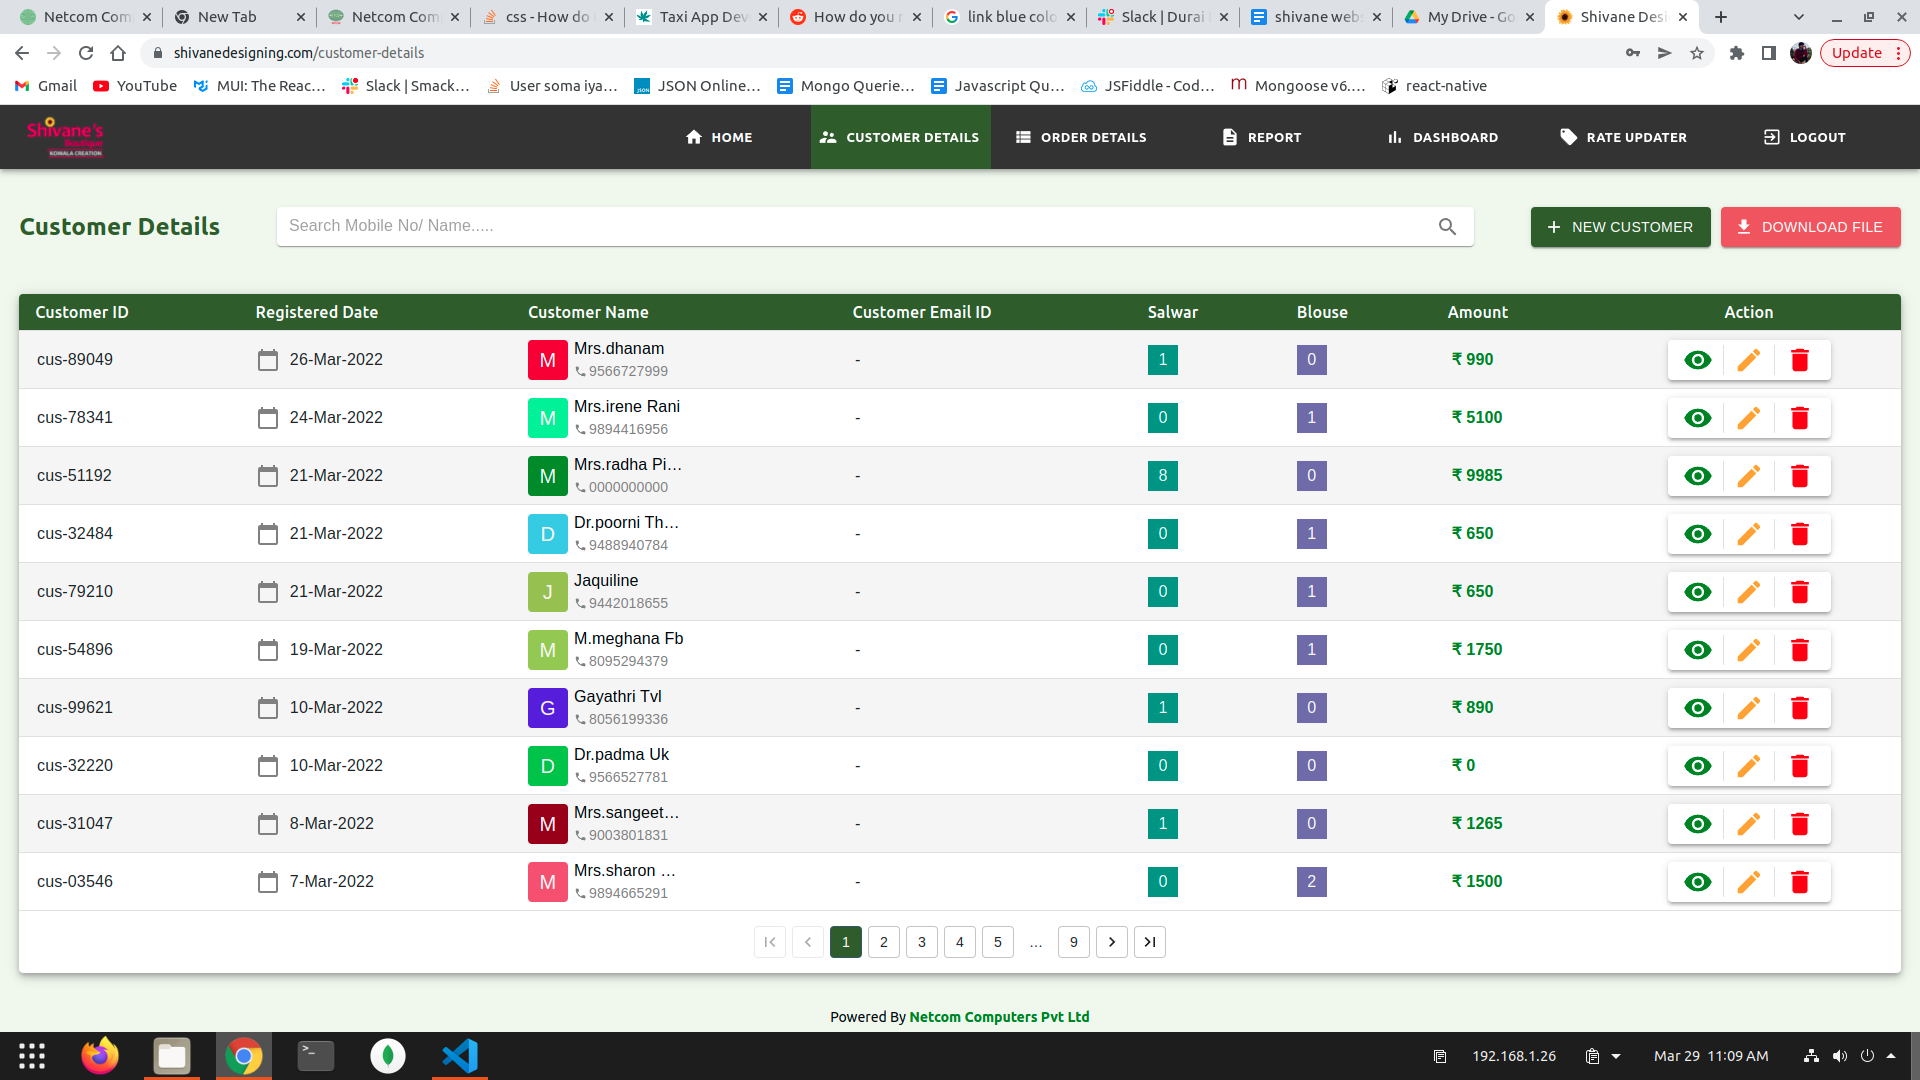 Netcom Com
New Tab
Netcom Com
css - How do
Taxi App Dev
How do you
link blue colo
Slack | Durai
shivane web
My Drive - Go
Shivane Desi
shivanedesigning.com/customer-details
Update
Gmail
YouTube
MUI: The Reac...
Slack | Smack...
User soma iya...
JSON Online...
Mongo Querie...
Javascript Qu...
JSFiddle - Cod...
Mongoose v6....
react-native
Shivane's
Boutique
KOWALA CREATION
HOME
CUSTOMER DETAILS
ORDER DETAILS
REPORT
DASHBOARD
RATE UPDATER
LOGOUT
Customer Details
Search Mobile No/ Name.....
NEW CUSTOMER
DOWNLOAD FILE
Customer ID Registered Date Customer Name Customer Email ID Salwar Blouse Amount Action
cus-89049 26-Mar-2022 M Mrs.dhanam 9566727999 - 1 0 ₹ 990
cus-78341 24-Mar-2022 M Mrs.irene Rani 9894416956 - 0 1 ₹ 5100
cus-51192 21-Mar-2022 M Mrs.radha Pi... 0000000000 - 8 0 ₹ 9985
cus-32484 21-Mar-2022 D Dr.poorni Th... 9488940784 - 0 1 ₹ 650
cus-79210 21-Mar-2022 J Jaquiline 9442018655 - 0 1 ₹ 650
cus-54896 19-Mar-2022 M M.meghana Fb 8095294379 - 0 1 ₹ 1750
cus-99621 10-Mar-2022 G Gayathri Tvl 8056199336 - 1 0 ₹ 890
cus-32220 10-Mar-2022 D Dr.padma Uk 9566527781 - 0 0 ₹ 0
cus-31047 8-Mar-2022 M Mrs.sangeet... 9003801831 - 1 0 ₹ 1265
cus-03546 7-Mar-2022 M Mrs.sharon ... 9894665291 - 0 2 ₹ 1500
1 2 3 4 5 ... 9
Powered By Netcom Computers Pvt Ltd
192.168.1.26
Mar 29 11:09 AM